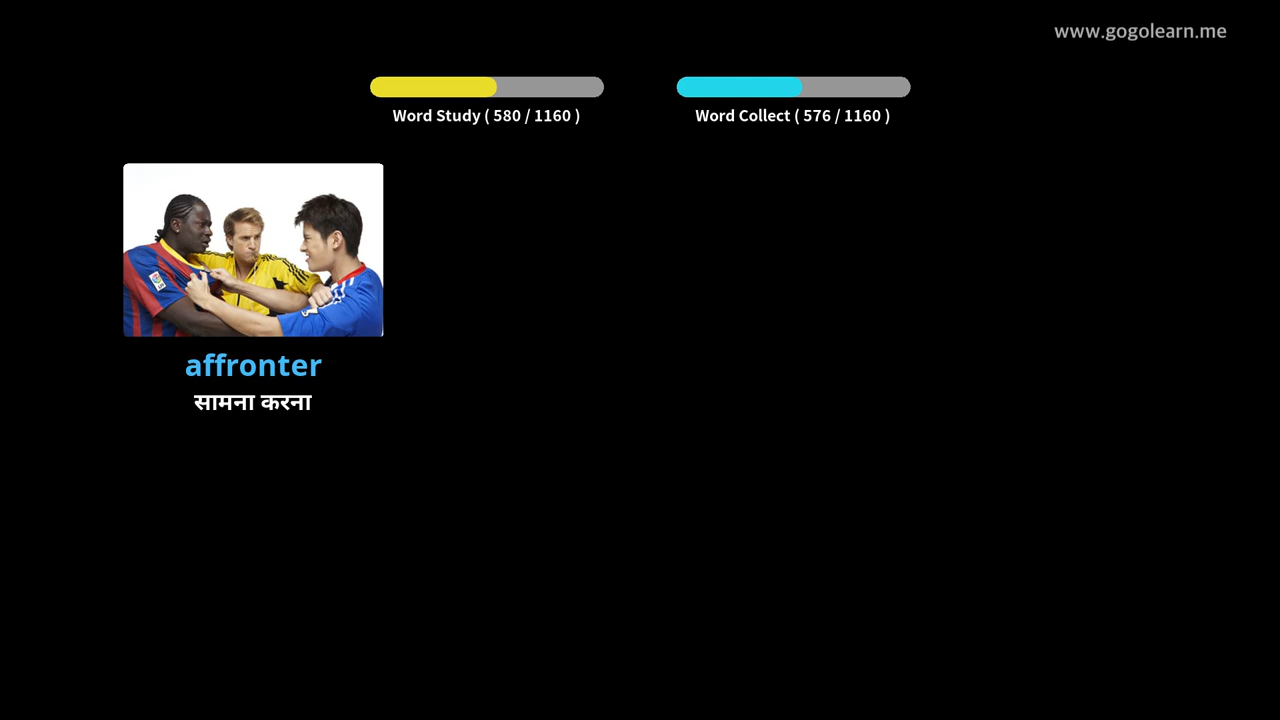 www.gogolearn.me
Word Study ( 580 / 1160 )
Word Collect ( 576 / 1160 )
affronter
सामना करना